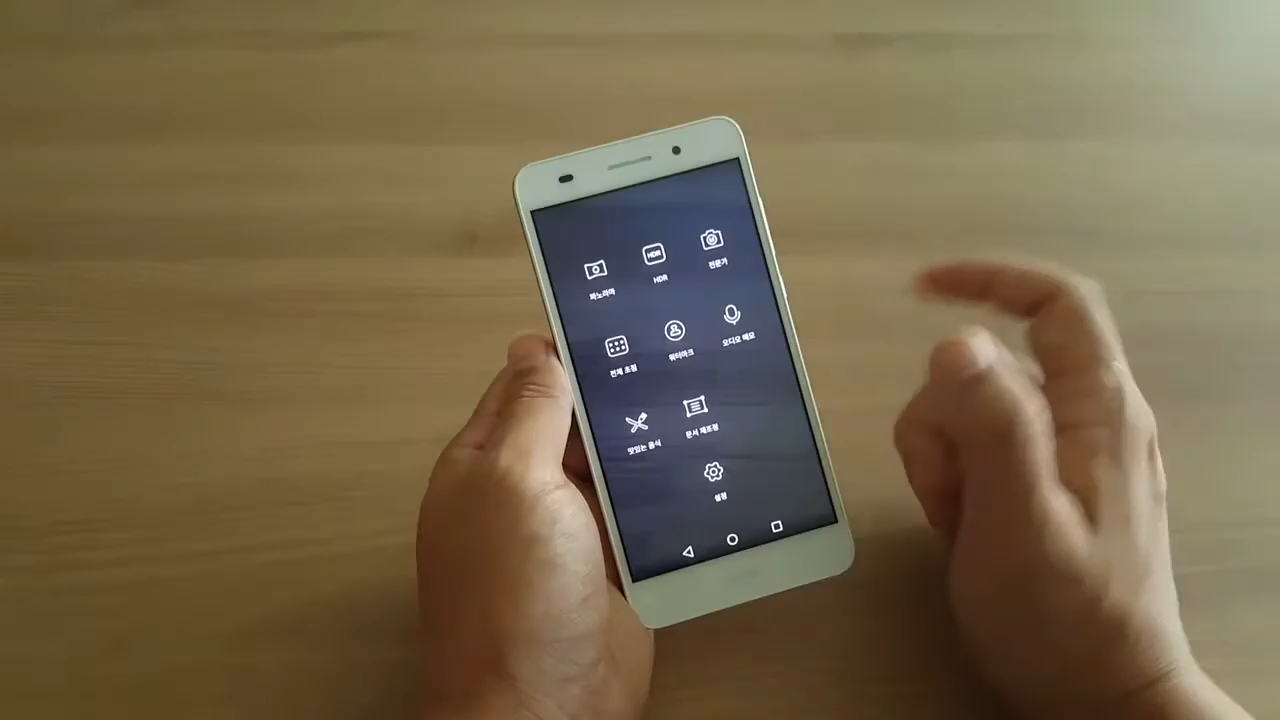 파노라마
HDR
HDR
전문가
전체 초점
워터마크
오디오 메모
맛있는 음식
문서 재조정
설정